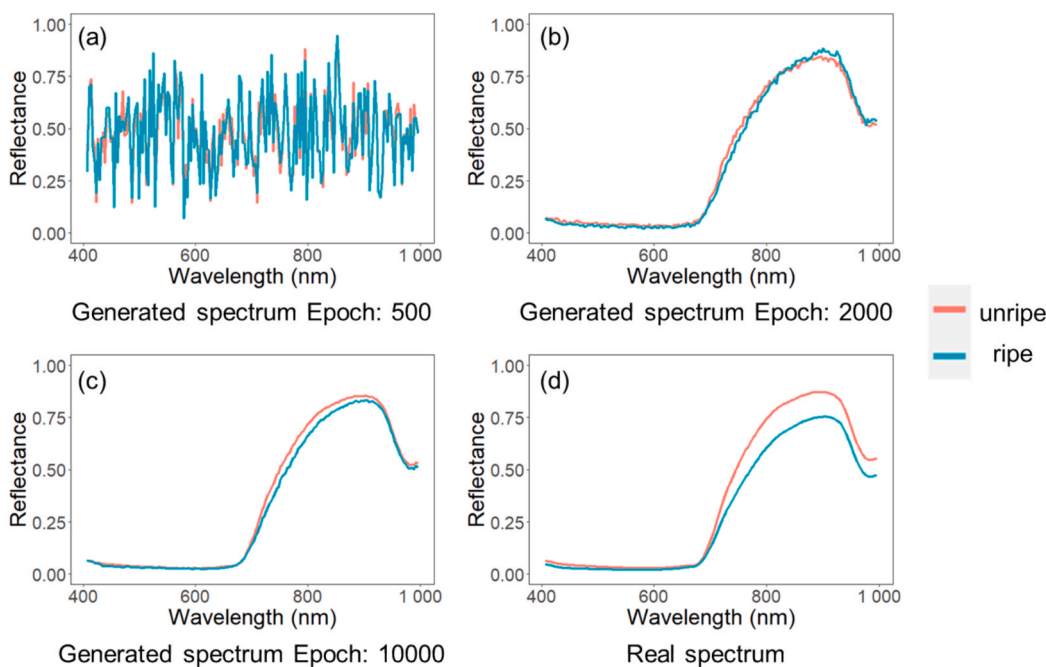 (a)
1.00
0.75
0.50
0.25
0.00
Reflectance
400 600 800 1 000
Wavelength (nm)
Generated spectrum Epoch: 500
(b)
1.00
0.75
0.50
0.25
0.00
Reflectance
400 600 800 1 000
Wavelength (nm)
Generated spectrum Epoch: 2000
unripe
ripe
(c)
1.00
0.75
0.50
0.25
0.00
Reflectance
400 600 800 1 000
Wavelength (nm)
Generated spectrum Epoch: 10000
(d)
1.00
0.75
0.50
0.25
0.00
Reflectance
400 600 800 1 000
Wavelength (nm)
Real spectrum